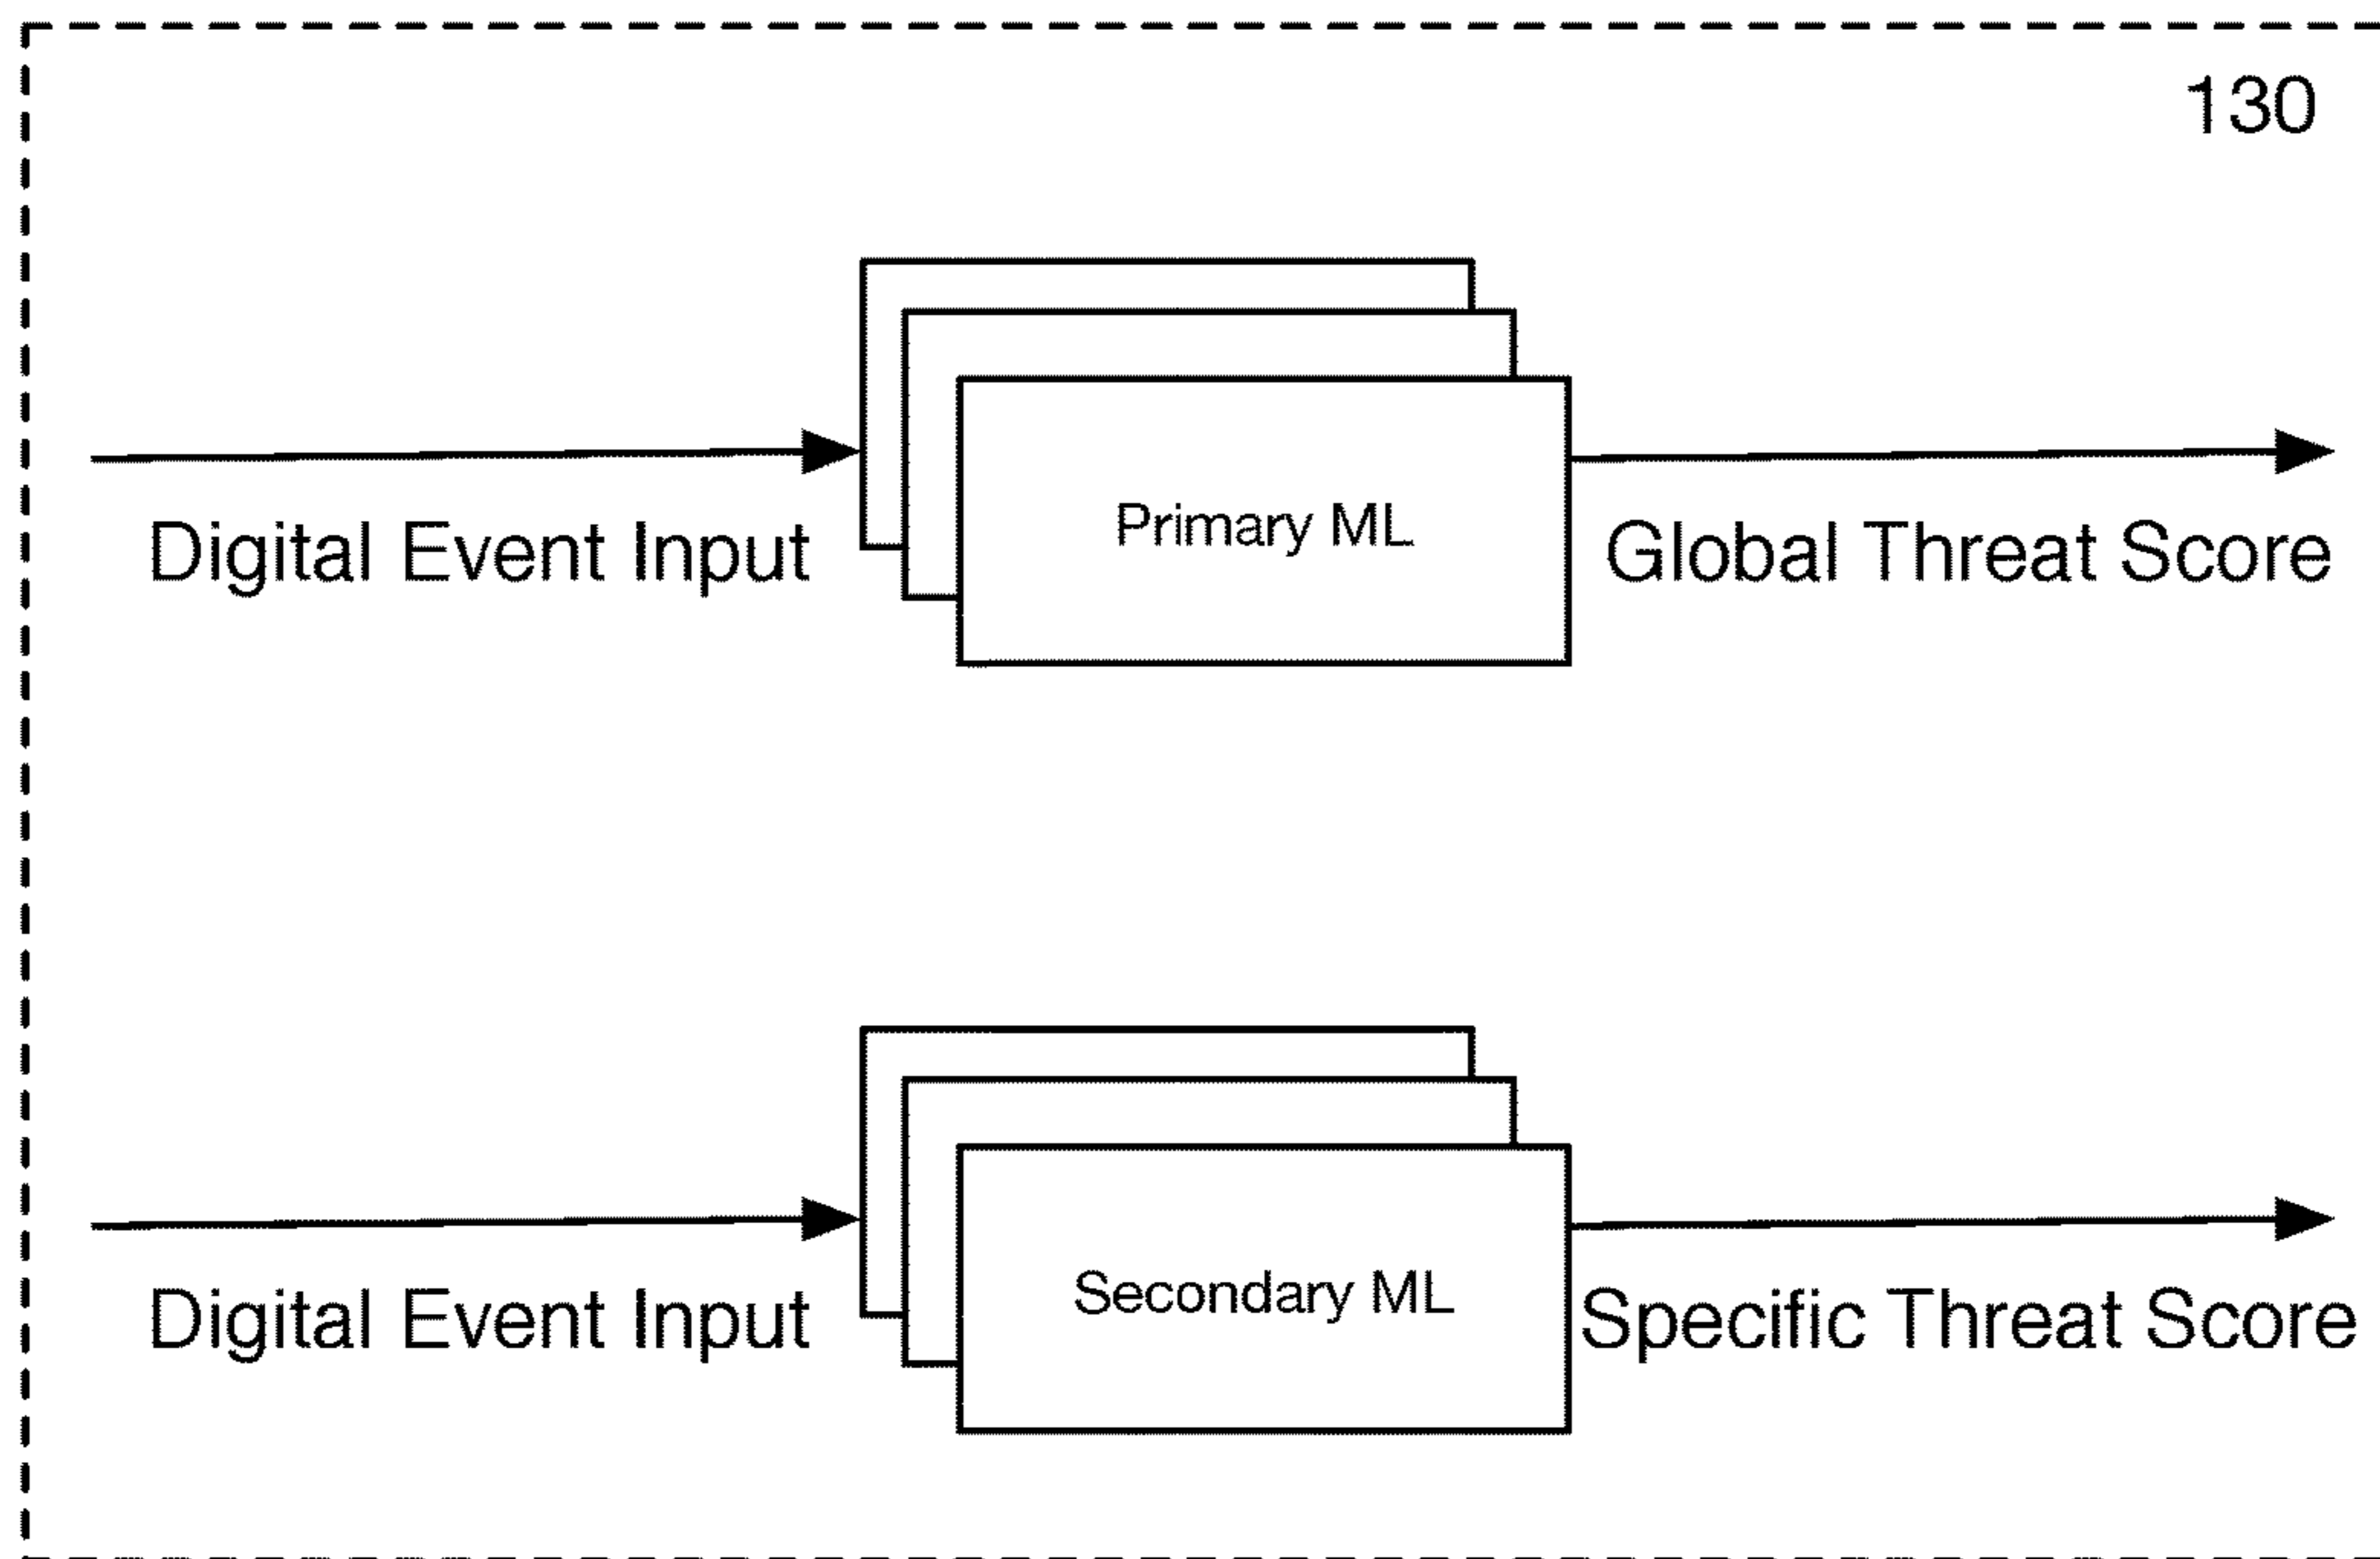 130
Primary ML
Digital Event Input
Global Threat Score
Secondary ML
Digital Event Input
Specific Threat Score